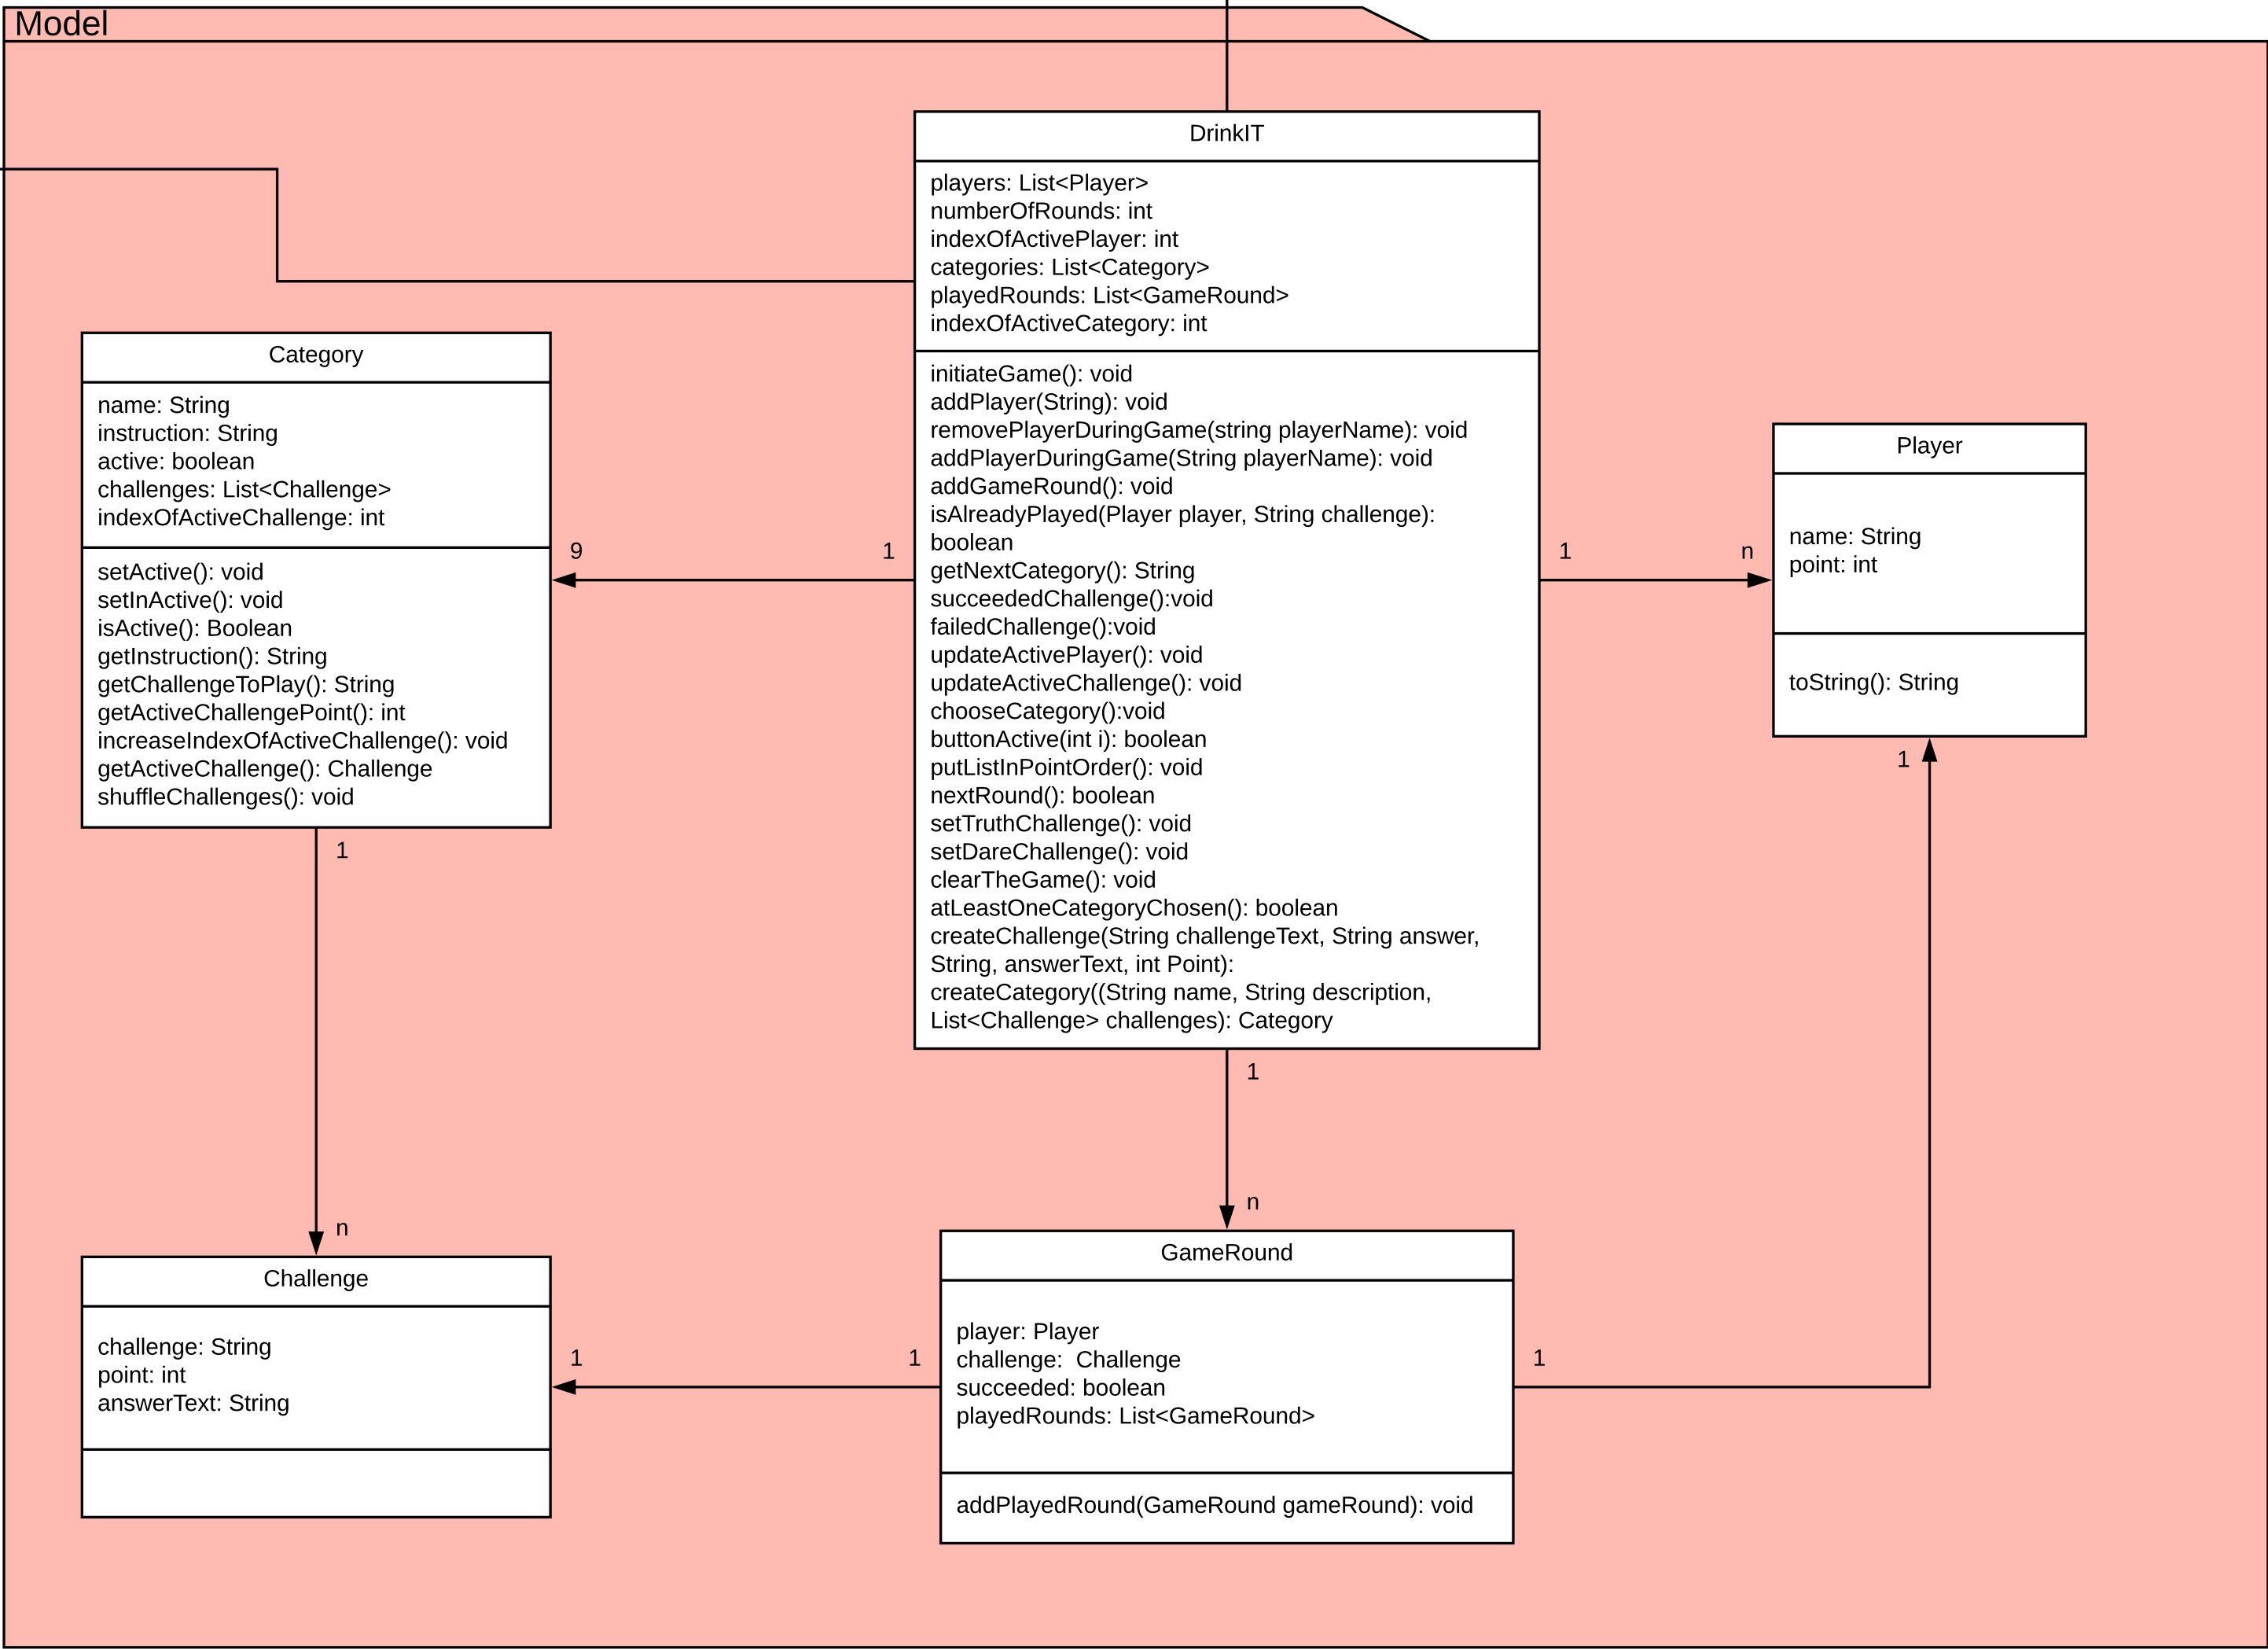 Model
DrinkIT
players: List<Player>
numberOfRounds: int
indexOfActivePlayer: int
categories: List<Category>
playedRounds: List<GameRound>
indexOfActiveCategory: int
initiateGame(): void
addPlayer(String): void
removePlayerDuringGame(string playerName): void
addPlayerDuringGame(String playerName): void
addGameRound(): void
isAlreadyPlayed(Player player, String challenge):
boolean
getNextCategory(): String
succeededChallenge():void
failedChallenge():void
updateActivePlayer(): void
updateActiveChallenge(): void
chooseCategory():void
buttonActive(int i): boolean
putListInPointOrder(): void
nextRound(): boolean
setTruthChallenge(): void
setDareChallenge(): void
clearTheGame(): void
atLeastOneCategoryChosen(): boolean
createChallenge(String challengeText, String answer,
String, answerText, int Point):
createCategory((String name, String description,
List<Challenge> challenges): Category
Category
name: String
instruction: String
active: boolean
challenges: List<Challenge>
indexOfActiveChallenge: int
setActive(): void
setInActive(): void
isActive(): Boolean
getInstruction(): String
getChallengeToPlay(): String
getActiveChallengePoint(): int
increaseIndexOfActiveChallenge(): void
getActiveChallenge(): Challenge
shuffleChallenges(): void
9
1
1
n
Player
name: String
point: int
toString(): String
1
1
1
n
n
Challenge
challenge: String
point: int
answerText: String
1
1
GameRound
player: Player
challenge:  Challenge
succeeded: boolean
playedRounds: List<GameRound>
addPlayedRound(GameRound gameRound): void
1